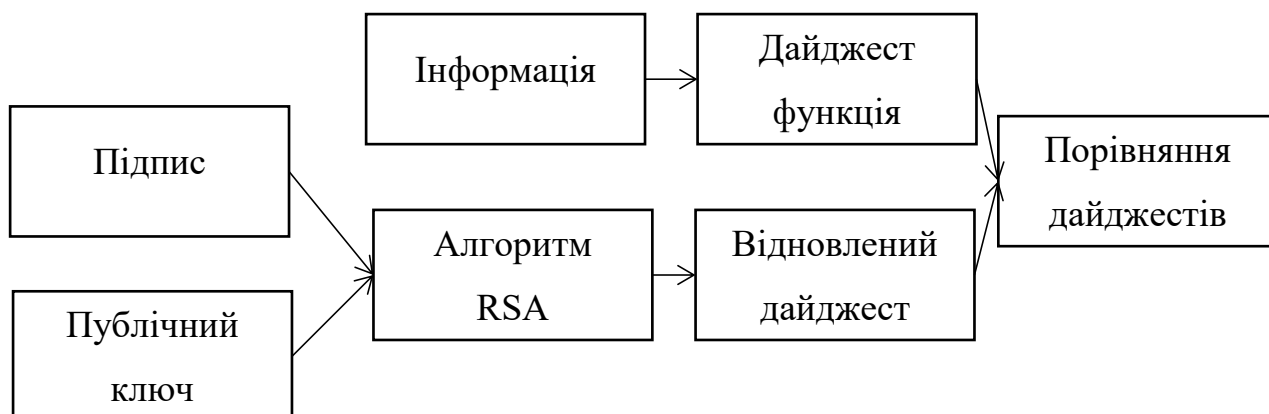 Інформація
Дайджест
функція
Підпис
Порівняння
дайджестів
Алгоритм
RSA
Відновлений
дайджест
Публічний
ключ